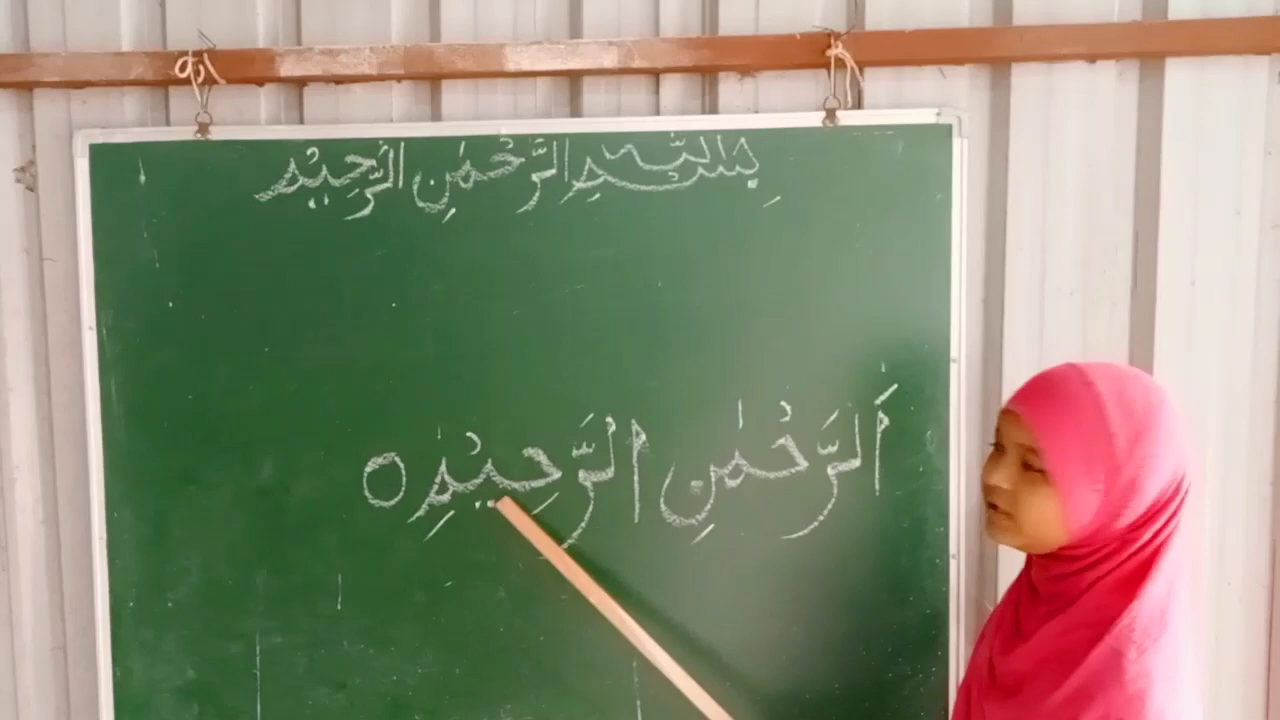 بِسْمِ اللّٰهِ الرَّحْمٰنِ الرَّحِيْمِ
اَلرَّحْمٰنِ الرَّحِيْمِ ه